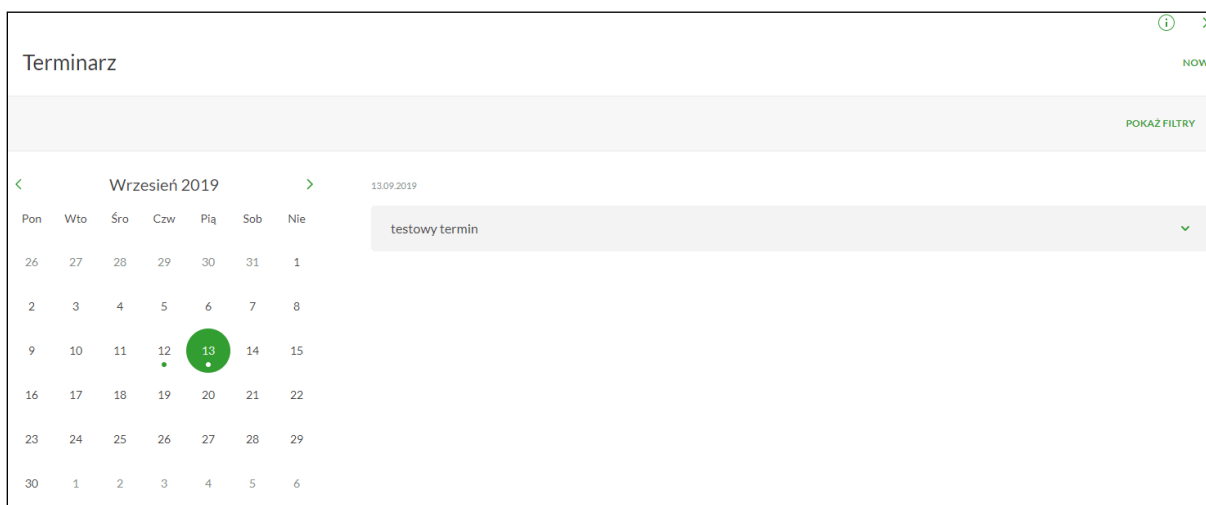 Terminarz
NOW
POKAŻ FILTRY
Wrzesień 2019
Pon Wto Śro Czw Pią Sob Nie
26 27 28 29 30 31 1
2 3 4 5 6 7 8
9 10 11 12 13 14 15
16 17 18 19 20 21 22
23 24 25 26 27 28 29
30 1 2 3 4 5 6
13.09.2019
testowy termin